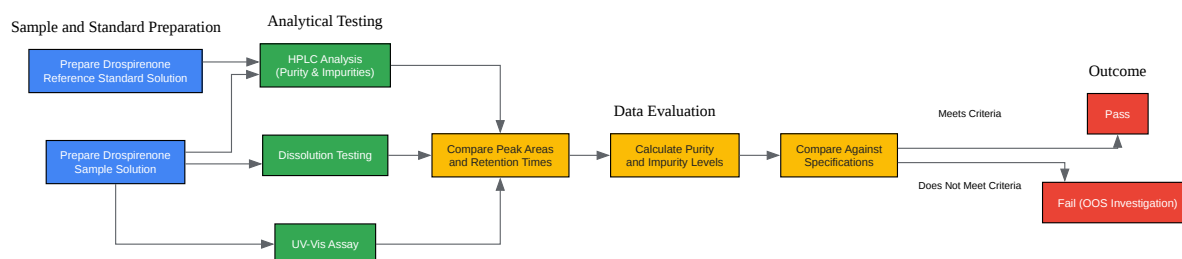 Sample and Standard Preparation
Analytical Testing
Prepare Drospirenone
Reference Standard Solution
HPLC Analysis
(Purity & Impurities)
Prepare Drospirenone
Sample Solution
Dissolution Testing
UV-Vis Assay
Compare Peak Areas
and Retention Times
Data Evaluation
Calculate Purity
and Impurity Levels
Compare Against
Specifications
Outcome
Meets Criteria
Pass
Does Not Meet Criteria
Fail (OOS Investigation)